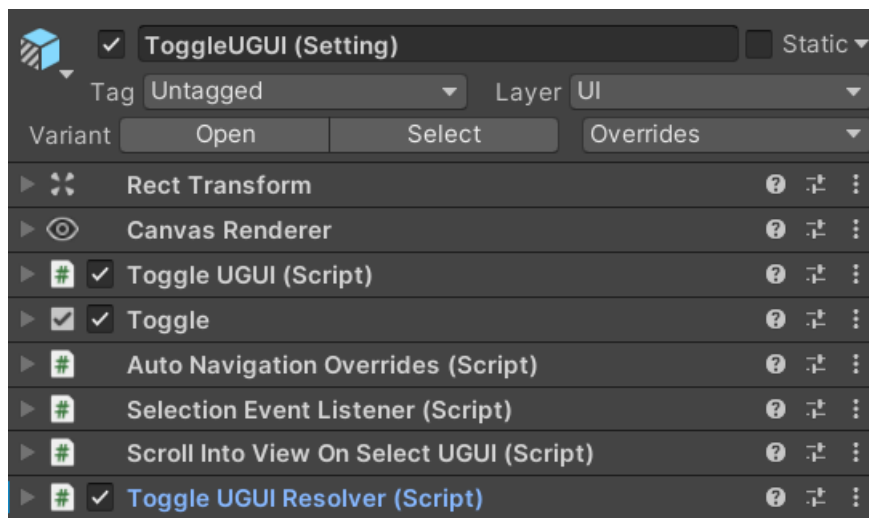 ToggleUGUI (Setting) Static
Tag Untagged Layer UI
Variant Open Select Overrides
Rect Transform
Canvas Renderer
# Toggle UGUI (Script)
Toggle
# Auto Navigation Overrides (Script)
# Selection Event Listener (Script)
# Scroll Into View On Select UGUI (Script)
# Toggle UGUI Resolver (Script)